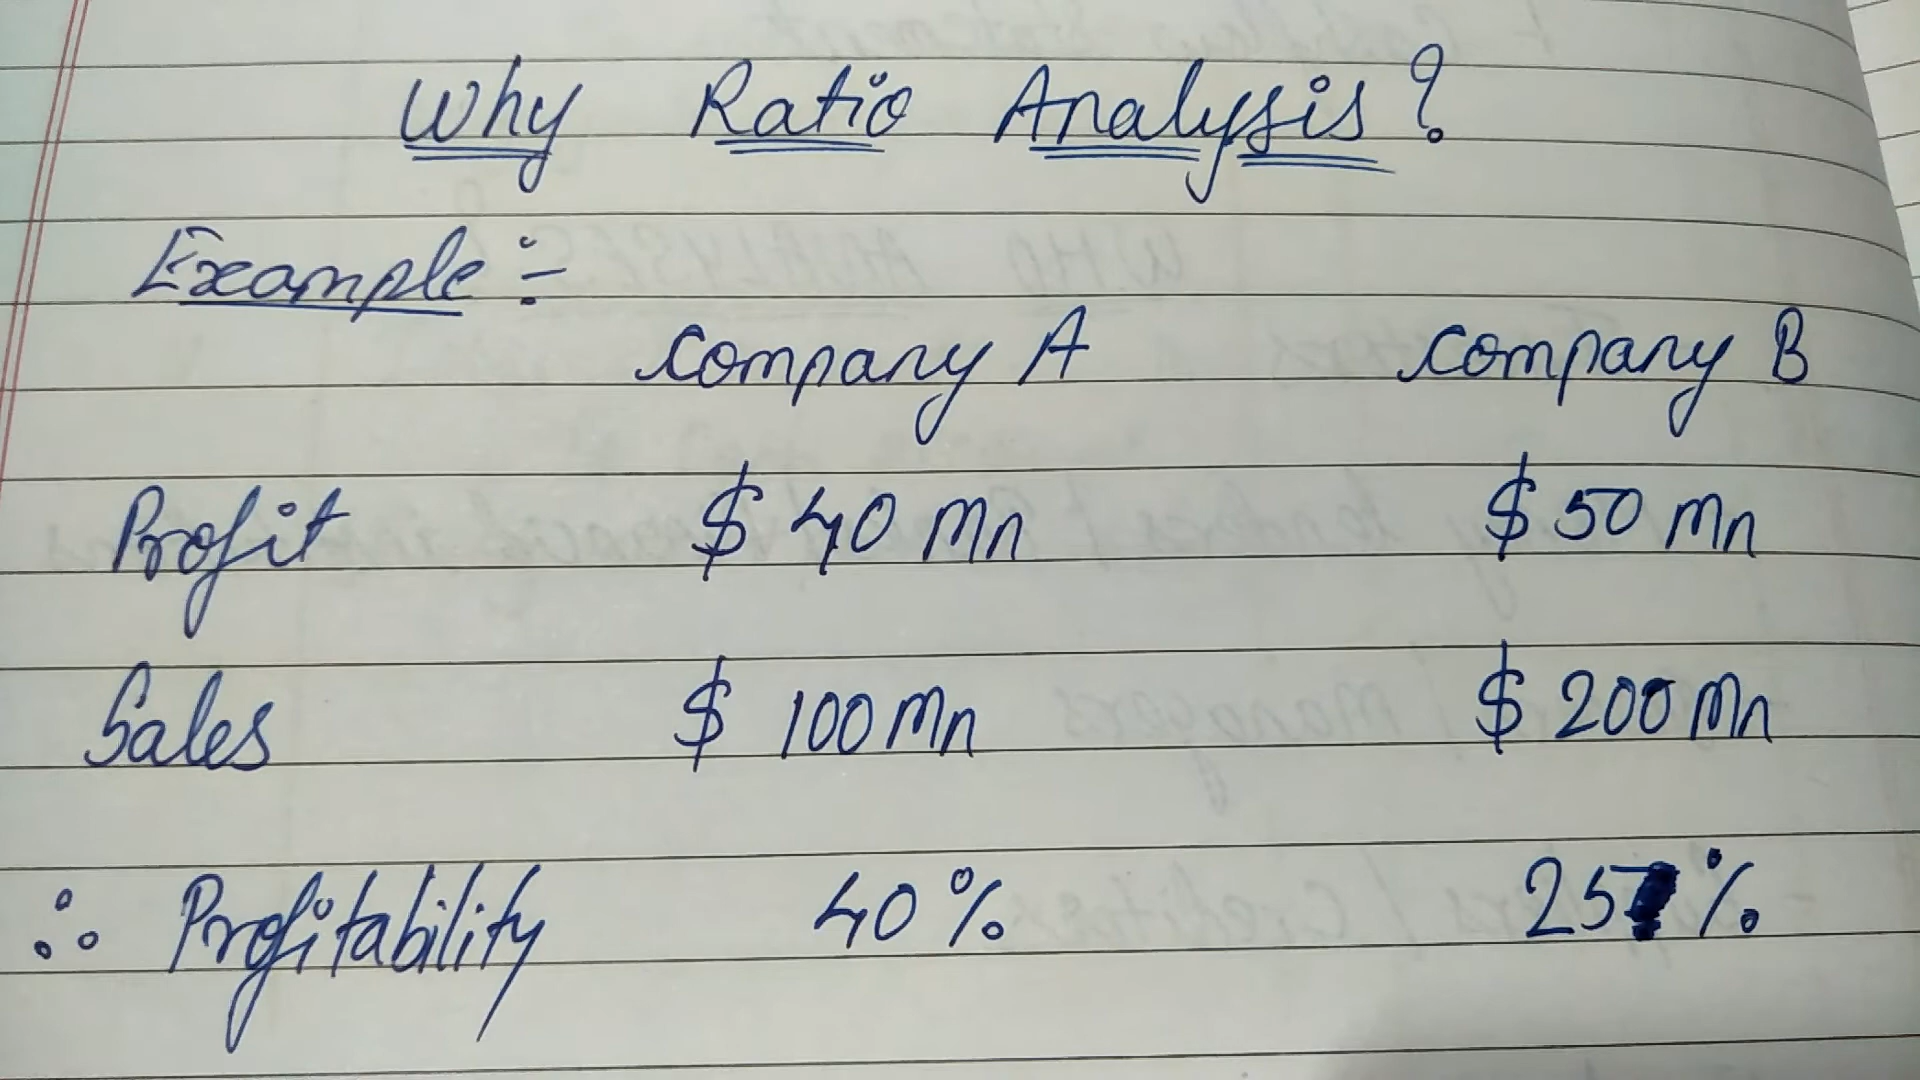 Why Ratio Analysis?
Example :-
Company A Company B
Profit $ 40 Mn $ 50 Mn
Sales $ 100 Mn $ 200 Mn
∴ Profitability 40% 25%